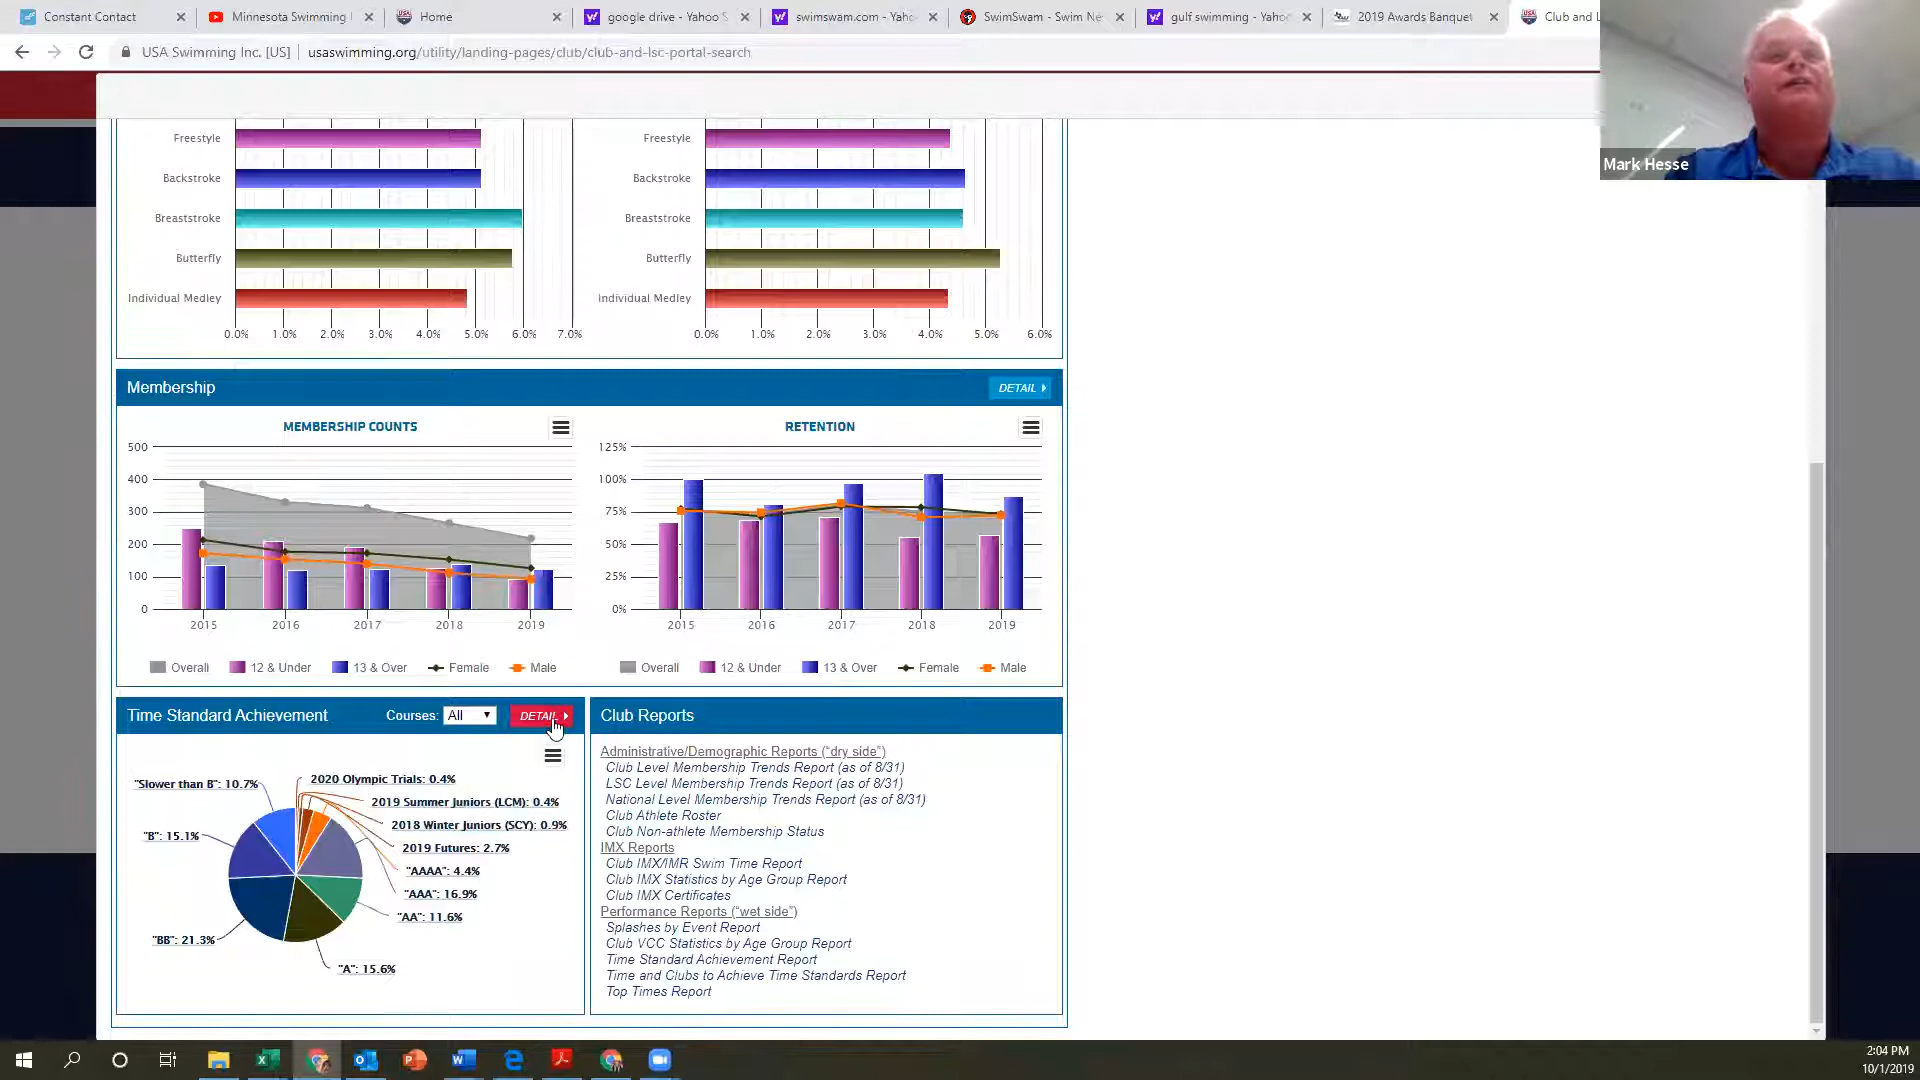 Constant Contact
Minnesota Swimming
Home
google drive - Yahoo S
swimswam.com - Yaho
SwimSwam - Swim Ne
gulf swimming - Yahoo
2019 Awards Banquet
Club and L
USA Swimming Inc. [US]
usaswimming.org/utility/landing-pages/club/club-and-lsc-portal-search
Mark Hesse
Freestyle
Backstroke
Breaststroke
Butterfly
Individual Medley
0.0% 1.0% 2.0% 3.0% 4.0% 5.0% 6.0% 7.0%
Freestyle
Backstroke
Breaststroke
Butterfly
Individual Medley
0.0% 1.0% 2.0% 3.0% 4.0% 5.0% 6.0%
Membership
DETAIL
MEMBERSHIP COUNTS
500
400
300
200
100
0
2015 2016 2017 2018 2019
Overall 12 & Under 13 & Over Female Male
RETENTION
125%
100%
75%
50%
25%
0%
2015 2016 2017 2018 2019
Overall 12 & Under 13 & Over Female Male
Time Standard Achievement
Courses: All
DETAIL
"Slower than B": 10.7%
2020 Olympic Trials: 0.4%
2019 Summer Juniors (LCM): 0.4%
2018 Winter Juniors (SCY): 0.9%
"B": 15.1%
2019 Futures: 2.7%
"AAAA": 4.4%
"AAA": 16.9%
"AA": 11.6%
"BB": 21.3%
"A": 15.6%
Club Reports
Administrative/Demographic Reports ("dry side")
Club Level Membership Trends Report (as of 8/31)
LSC Level Membership Trends Report (as of 8/31)
National Level Membership Trends Report (as of 8/31)
Club Athlete Roster
Club Non-athlete Membership Status
IMX Reports
Club IMX/IMR Swim Time Report
Club IMX Statistics by Age Group Report
Club IMX Certificates
Performance Reports ("wet side")
Splashes by Event Report
Club VCC Statistics by Age Group Report
Time Standard Achievement Report
Time and Clubs to Achieve Time Standards Report
Top Times Report
2:04 PM
10/1/2019